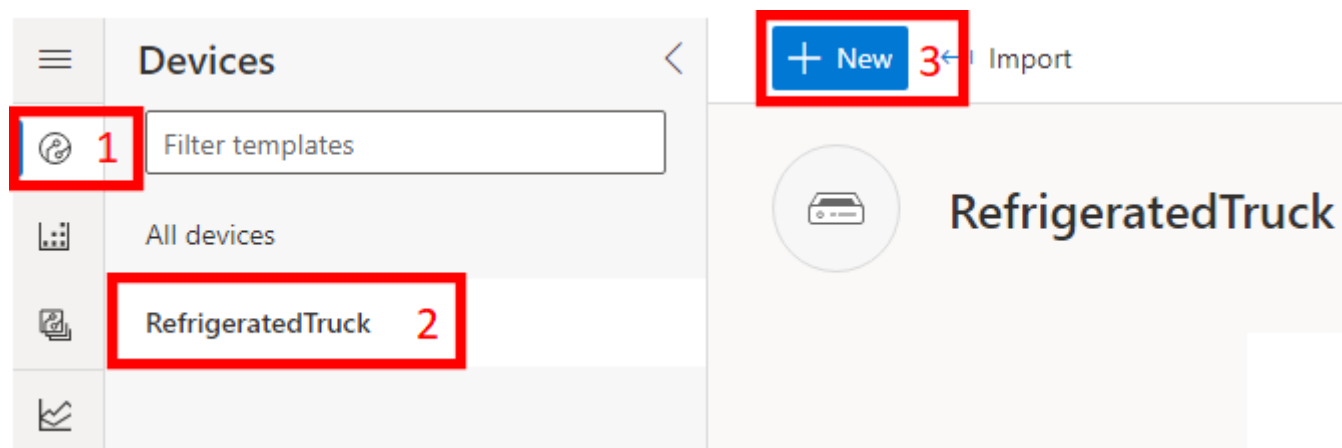 Devices
1
Filter templates
All devices
RefrigeratedTruck 2
New 3 Import
RefrigeratedTruck